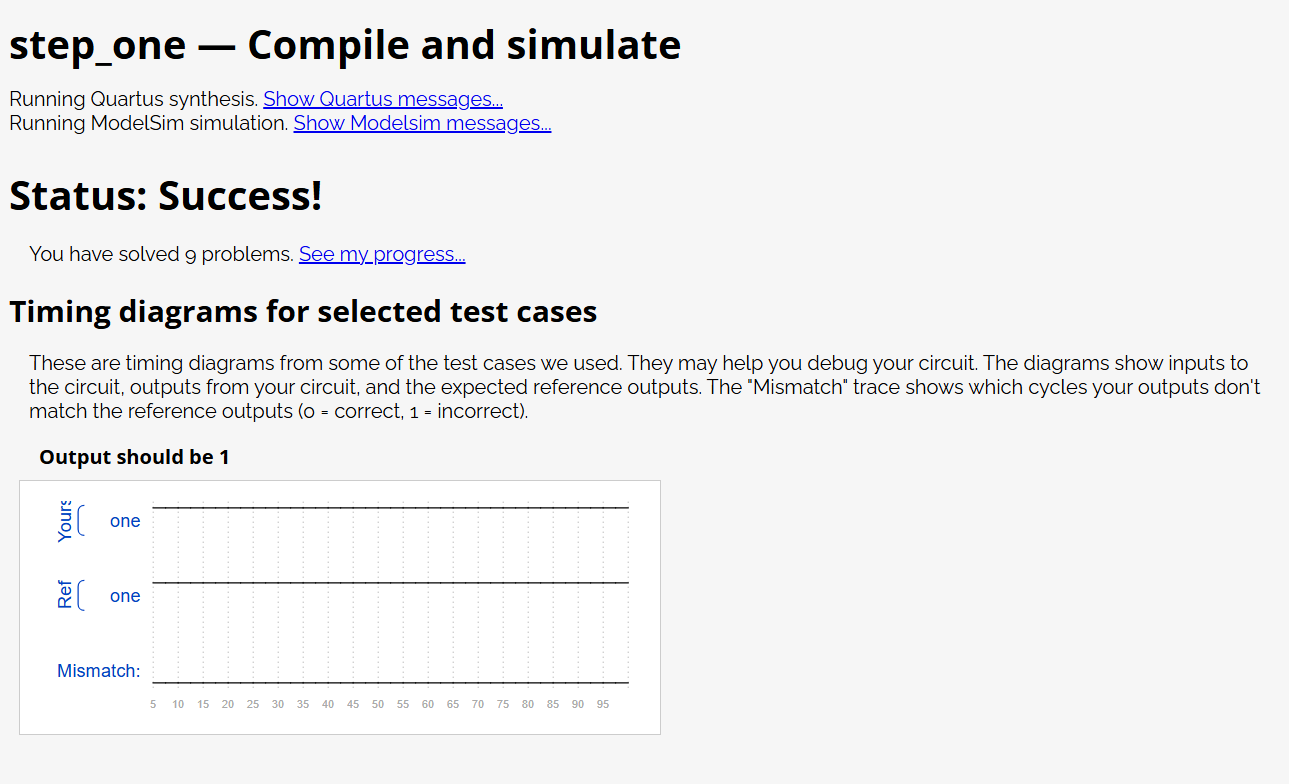 step_one — Compile and simulate
Running Quartus synthesis. Show Quartus messages...
Running ModelSim simulation. Show Modelsim messages...
Status: Success!
You have solved 9 problems. See my progress...
Timing diagrams for selected test cases
These are timing diagrams from some of the test cases we used. They may help you debug your circuit. The diagrams show inputs to
the circuit, outputs from your circuit, and the expected reference outputs. The "Mismatch" trace shows which cycles your outputs don't
match the reference outputs (0 = correct, 1 = incorrect).
Output should be 1
Yours one
Ref one
Mismatch:
5 10 15 20 25 30 35 40 45 50 55 60 65 70 75 80 85 90 95